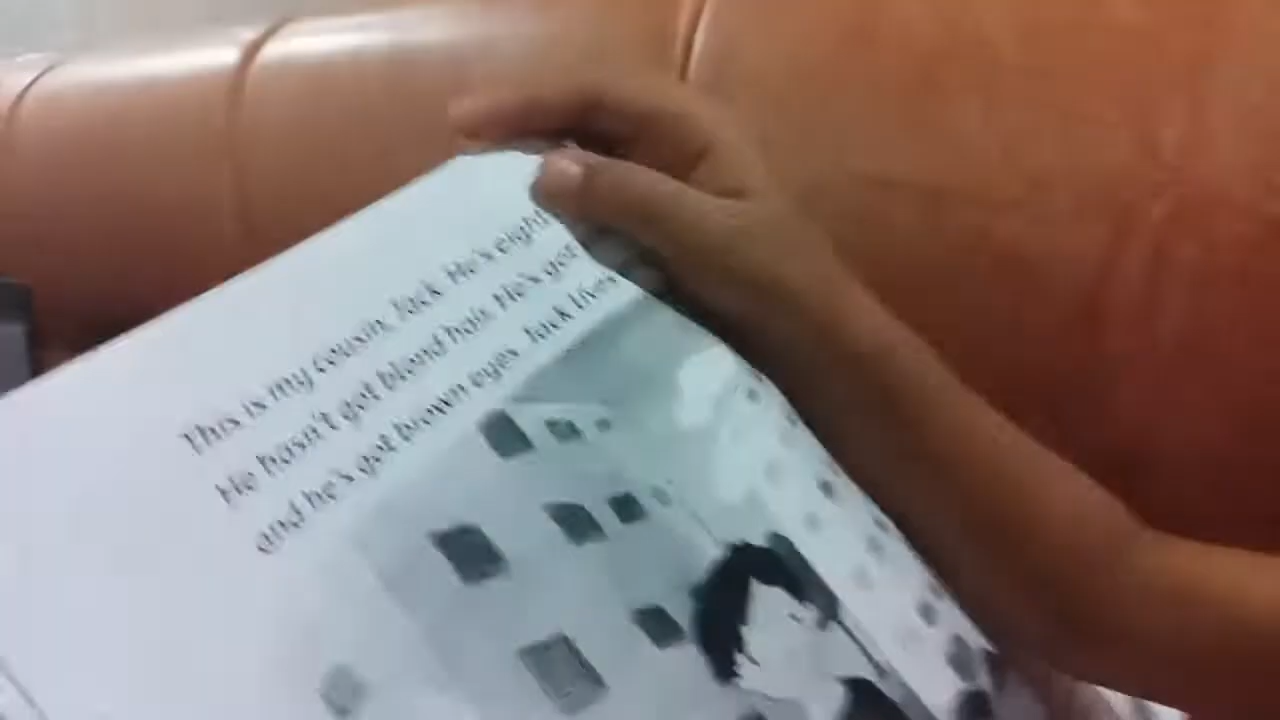 This is my cousin, Jack. He's eight
He hasn't got blond hair. He's got
and he's got brown eyes. Jack lives